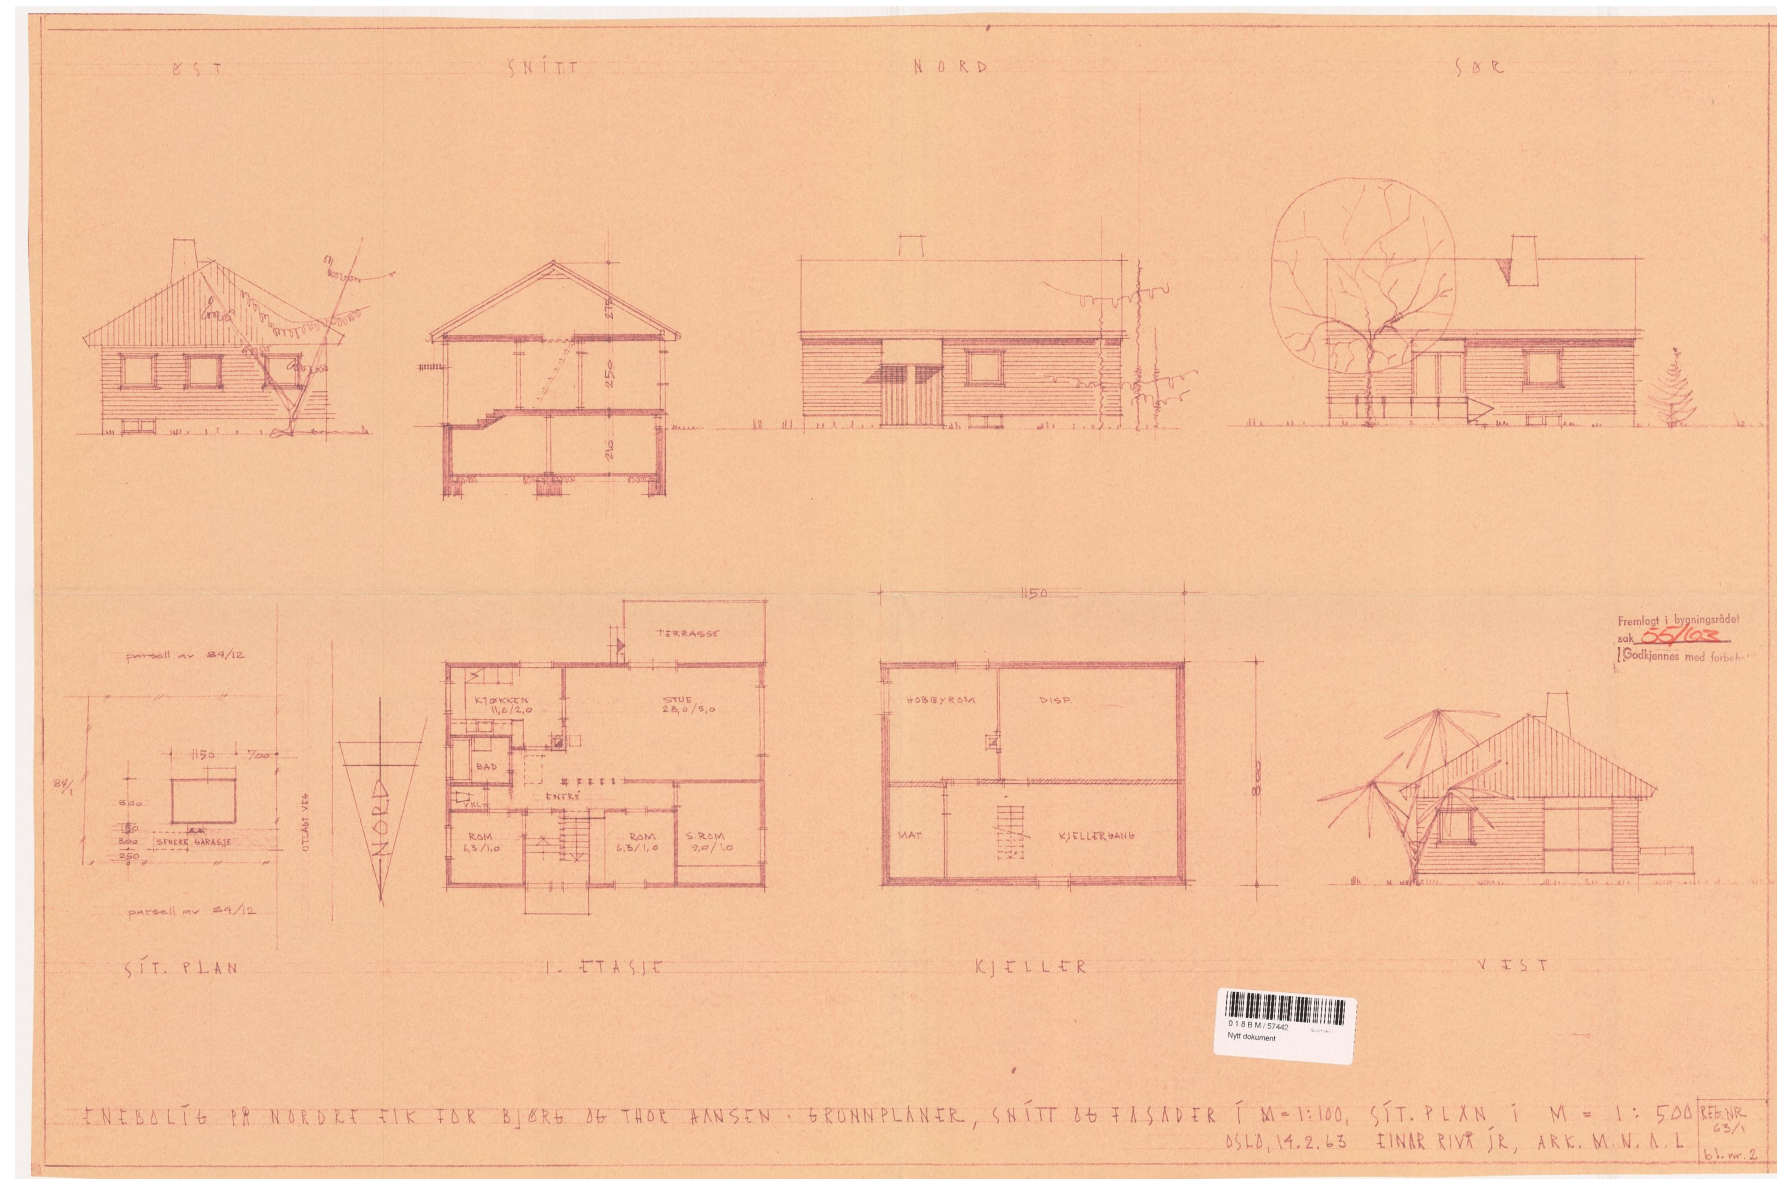 ØST
SNITT
NORD
SØR
275
250
210
parsell av 84/12
84/1
1150
700
800
150
800
250
SENERE GARASJE
UTLAGT VEG
parsell av 84/12
NORD
TERRASSE
KJØKKEN
11,0/2,0
STUE
28,0/5,0
BAD
ENTRÉ
ROM
6,3/1,0
ROM
6,3/1,0
S.ROM
9,0/1,0
1150
HOBBYROM
DISP.
800
MAT.
KJELLERGANG
Fremlagt i bygningsrådet
sak 55/63
Godkjennes med
SIT. PLAN
1. ETASJE
KJELLER
VEST
018BM/57442
Nytt dokument
ENEBOLIG PÅ NORDRE EIK FOR BJØRG OG THOR HANSEN · GRUNNPLANER, SNITT OG FASADER I M=1:100, SIT.PLAN I M = 1: 500
OSLO, 14.2.63 EINAR RIVÅ JR, ARK. M.N.A.L
REG.NR.
63/1
bl. nr. 2